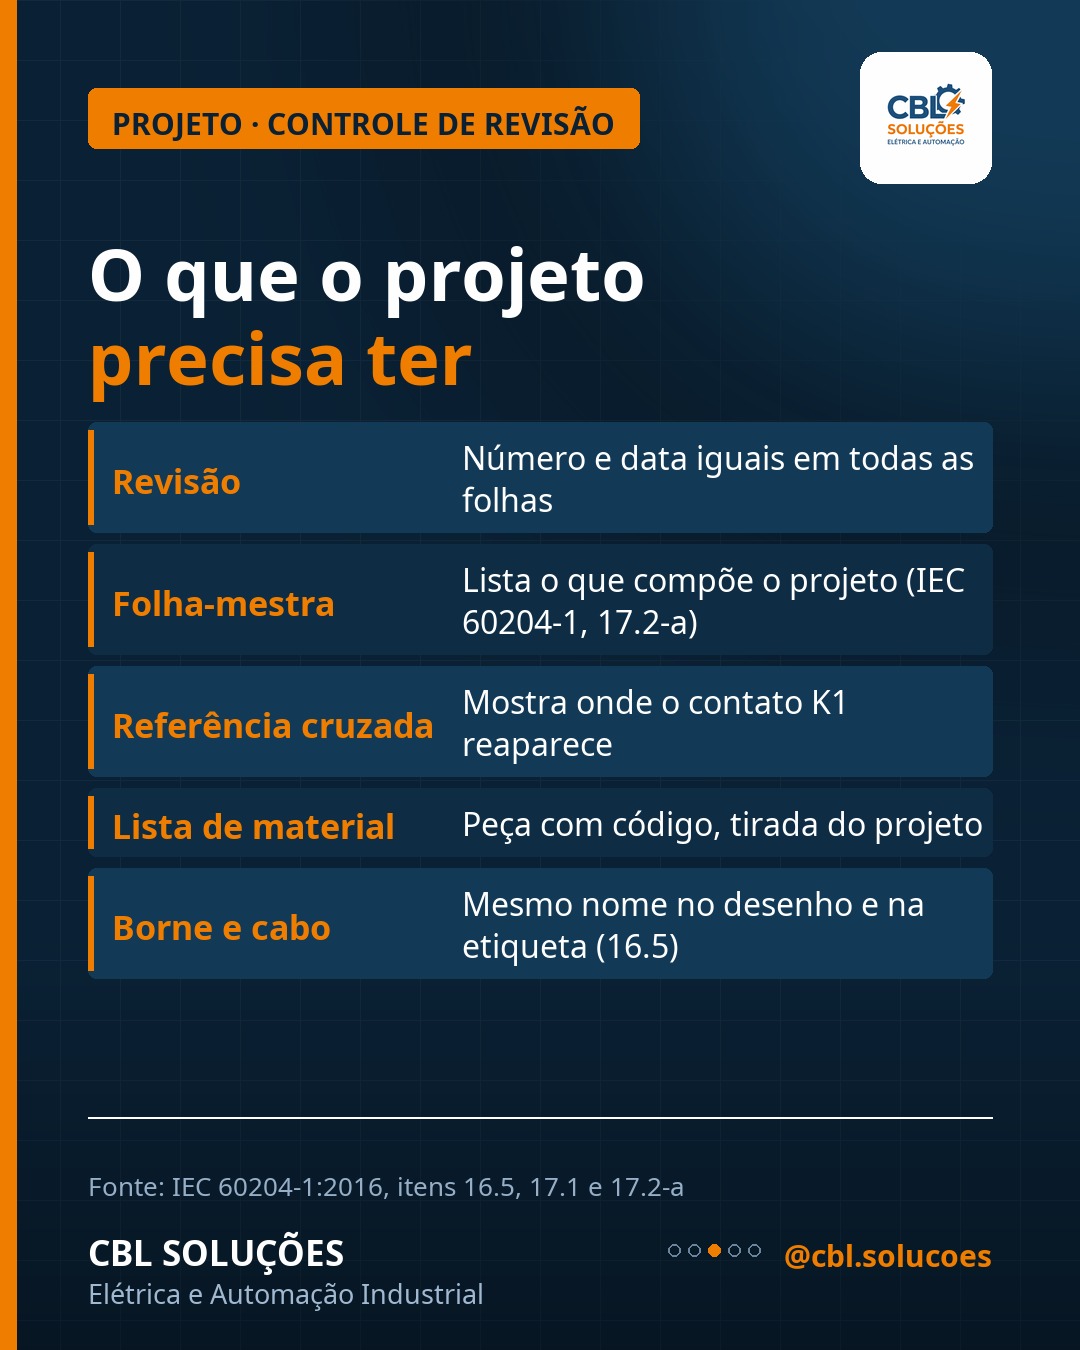 PROJETO · CONTROLE DE REVISÃO
CBL
SOLUÇÕES
ELÉTRICA E AUTOMAÇÃO
O que o projeto
precisa ter
Revisão
Número e data iguais em todas as
folhas
Folha-mestra
Lista o que compõe o projeto (IEC
60204-1, 17.2-a)
Referência cruzada
Mostra onde o contato K1
reaparece
Lista de material
Peça com código, tirada do projeto
Borne e cabo
Mesmo nome no desenho e na
etiqueta (16.5)
Fonte: IEC 60204-1:2016, itens 16.5, 17.1 e 17.2-a
CBL SOLUÇÕES
Elétrica e Automação Industrial
@cbl.solucoes